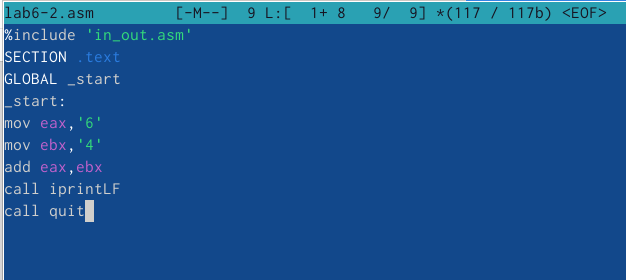 lab6-2.asm [-M--] 9 L:[ 1+ 8 9/ 9] *(117 / 117b) <EOF>
%include 'in_out.asm'
SECTION .text
GLOBAL _start
_start:
mov eax,'6'
mov ebx,'4'
add eax,ebx
call iprintLF
call quit